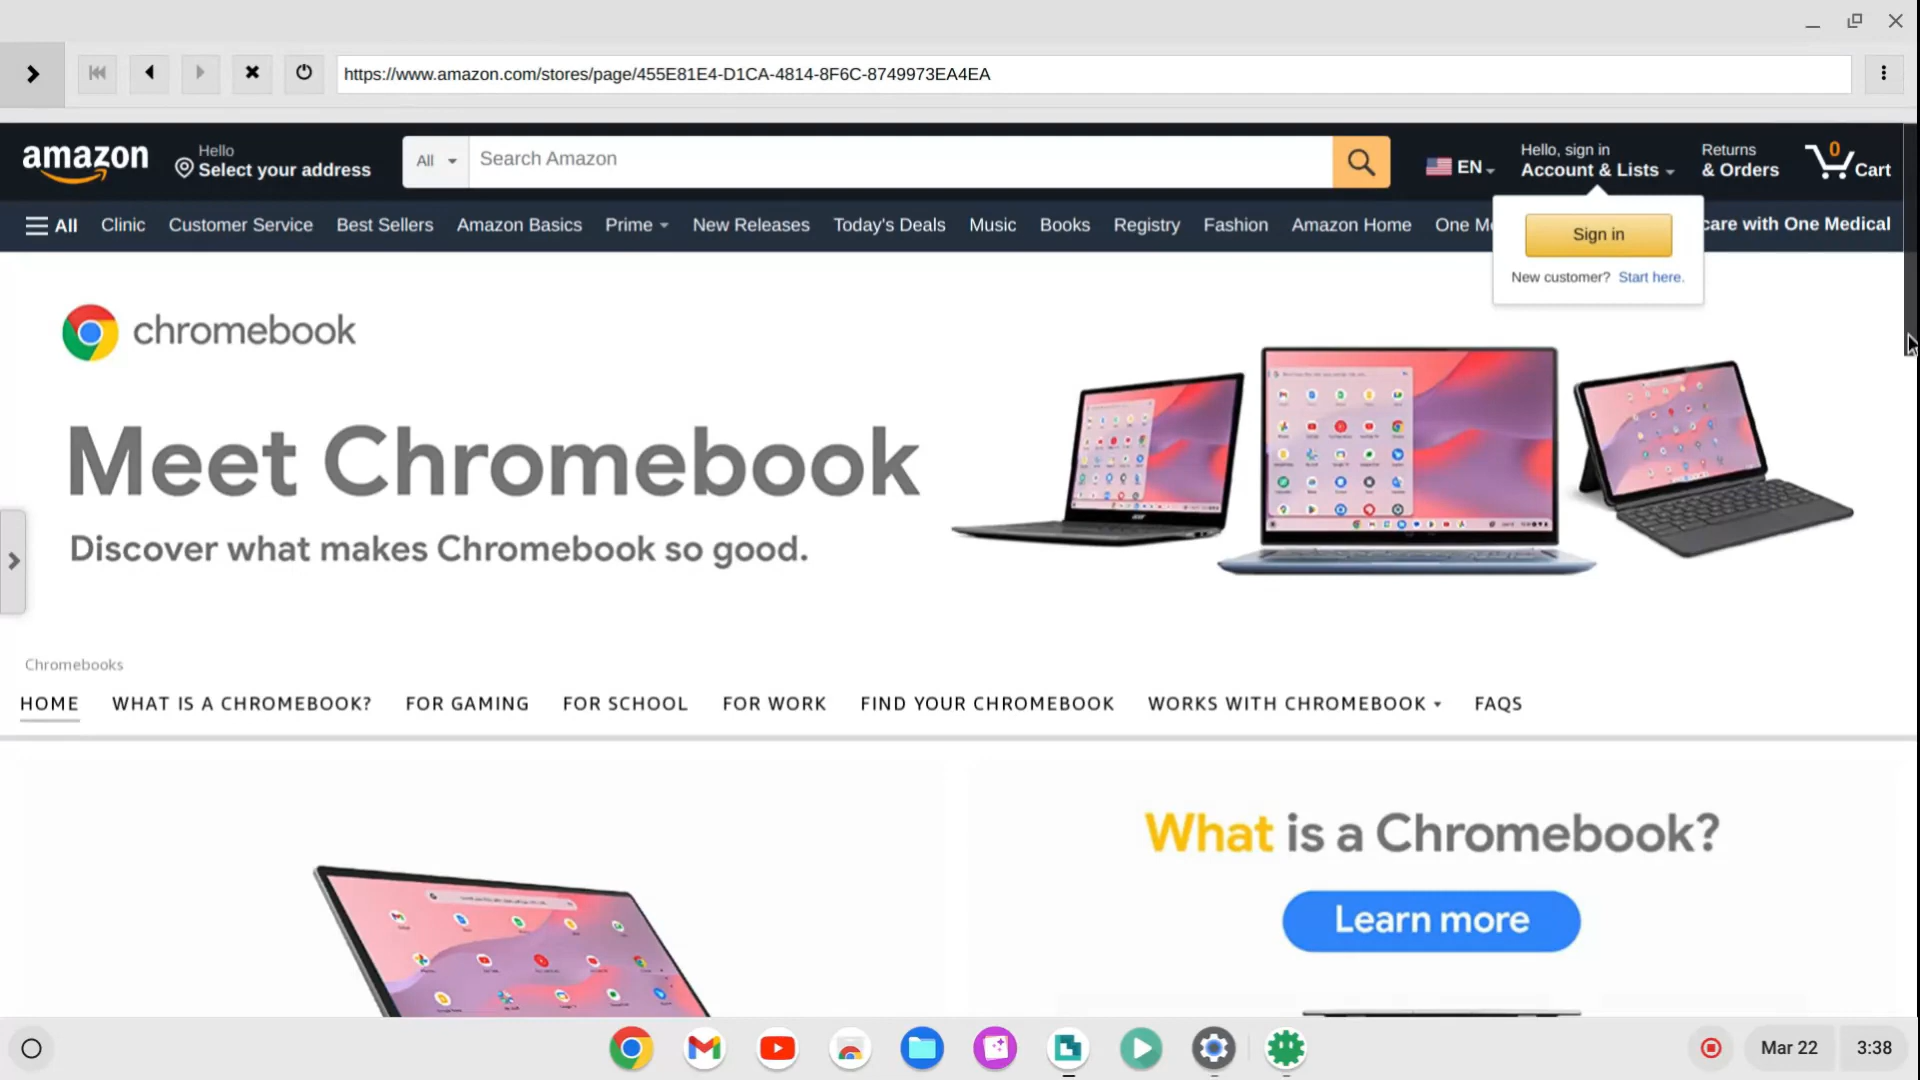 https://www.amazon.com/stores/page/455E81E4-D1CA-4814-8F6C-8749973EA4EA
amazon
Hello
Select your address
All
Search Amazon
EN
Hello, sign in
Account & Lists
Returns
& Orders
0
Cart
All
Clinic
Customer Service
Best Sellers
Amazon Basics
Prime
New Releases
Today's Deals
Music
Books
Registry
Fashion
Amazon Home
One
care with One Medical
Sign in
New customer? Start here.
chromebook
Meet Chromebook
Discover what makes Chromebook so good.
Chromebooks
HOME
WHAT IS A CHROMEBOOK?
FOR GAMING
FOR SCHOOL
FOR WORK
FIND YOUR CHROMEBOOK
WORKS WITH CHROMEBOOK
FAQS
What is a Chromebook?
Learn more
Mar 22
3:38